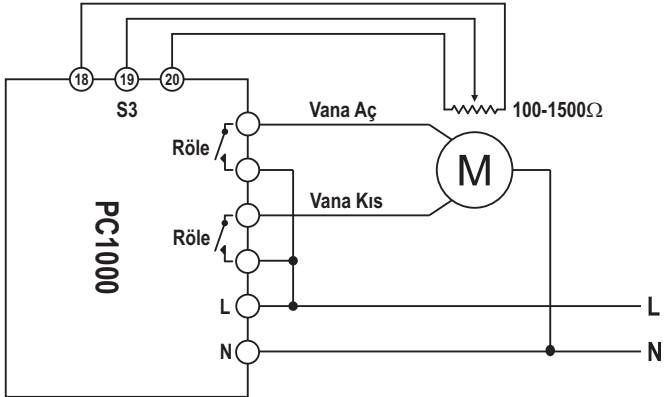 18 19 20
S3
100-1500Ω
Vana Aç
Röle
M
Vana Kıs
Röle
PC1000
L L
N N